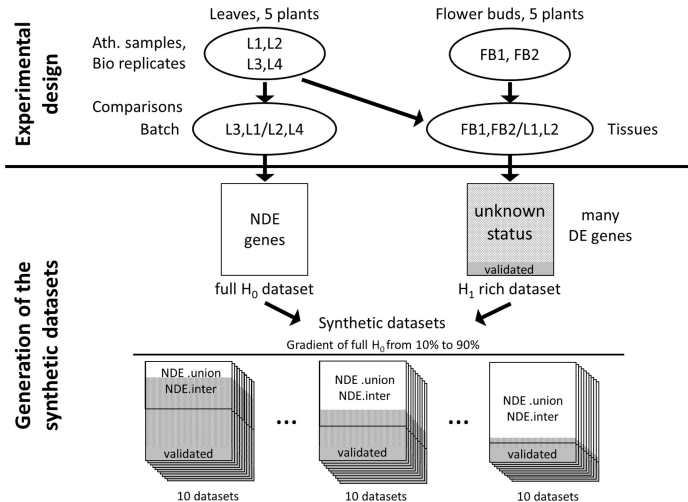 Experimental
design
Leaves, 5 plants
Flower buds, 5 plants
Ath. samples,
Bio replicates
L1,L2
L3,L4
FB1, FB2
Comparisons
Batch
L3,L1/L2,L4
FB1,FB2/L1,L2
Tissues
Generation of the
synthetic datasets
NDE
genes
unknown
status
validated
many
DE genes
full H0 dataset
H1 rich dataset
Synthetic datasets
Gradient of full H0 from 10% to 90%
NDE .union
NDE.inter
validated
NDE .union
NDE.inter
validated
NDE .union
NDE.inter
validated
...
...
10 datasets
10 datasets
10 datasets